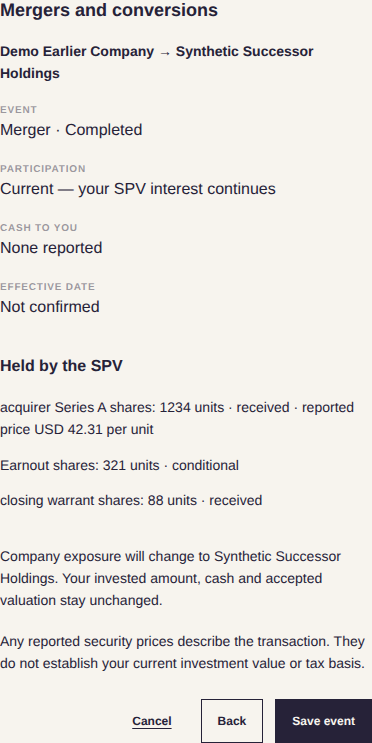 Mergers and conversions
Demo Earlier Company → Synthetic Successor
Holdings
EVENT
Merger · Completed
PARTICIPATION
Current — your SPV interest continues
CASH TO YOU
None reported
EFFECTIVE DATE
Not confirmed
Held by the SPV
acquirer Series A shares: 1234 units · received · reported
price USD 42.31 per unit
Earnout shares: 321 units · conditional
closing warrant shares: 88 units · received
Company exposure will change to Synthetic Successor
Holdings. Your invested amount, cash and accepted
valuation stay unchanged.
Any reported security prices describe the transaction. They
do not establish your current investment value or tax basis.
Cancel Back Save event